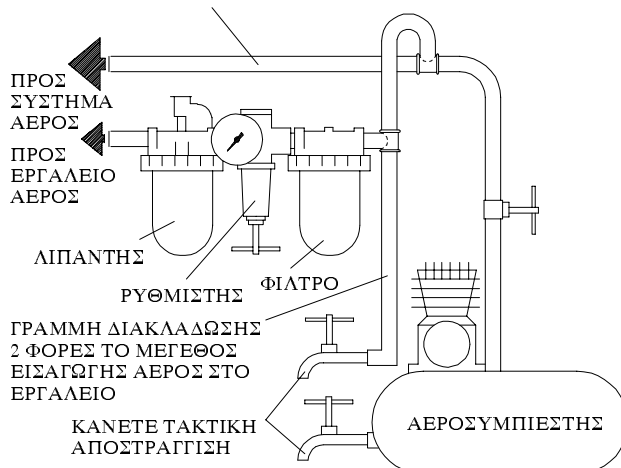 ΠΡΟΣ
ΣΥΣΤΗΜΑ
ΑΕΡΟΣ
ΠΡΟΣ
ΕΡΓΑΛΕΙΟ
ΑΕΡΟΣ
ΛΙΠΑΝΤΗΣ
ΡΥΘΜΙΣΤΗΣ
ΦΙΛΤΡΟ
ΓΡΑΜΜΗ ΔΙΑΚΛΑΔΩΣΗΣ
2 ΦΟΡΕΣ ΤΟ ΜΕΓΕΘΟΣ
ΕΙΣΑΓΩΓΗΣ ΑΕΡΟΣ ΣΤΟ
ΕΡΓΑΛΕΙΟ
ΚΑΝΕΤΕ ΤΑΚΤΙΚΗ
ΑΠΟΣΤΡΑΓΓΙΣΗ
ΑΕΡΟΣΥΜΠΙΕΣΤΗΣ